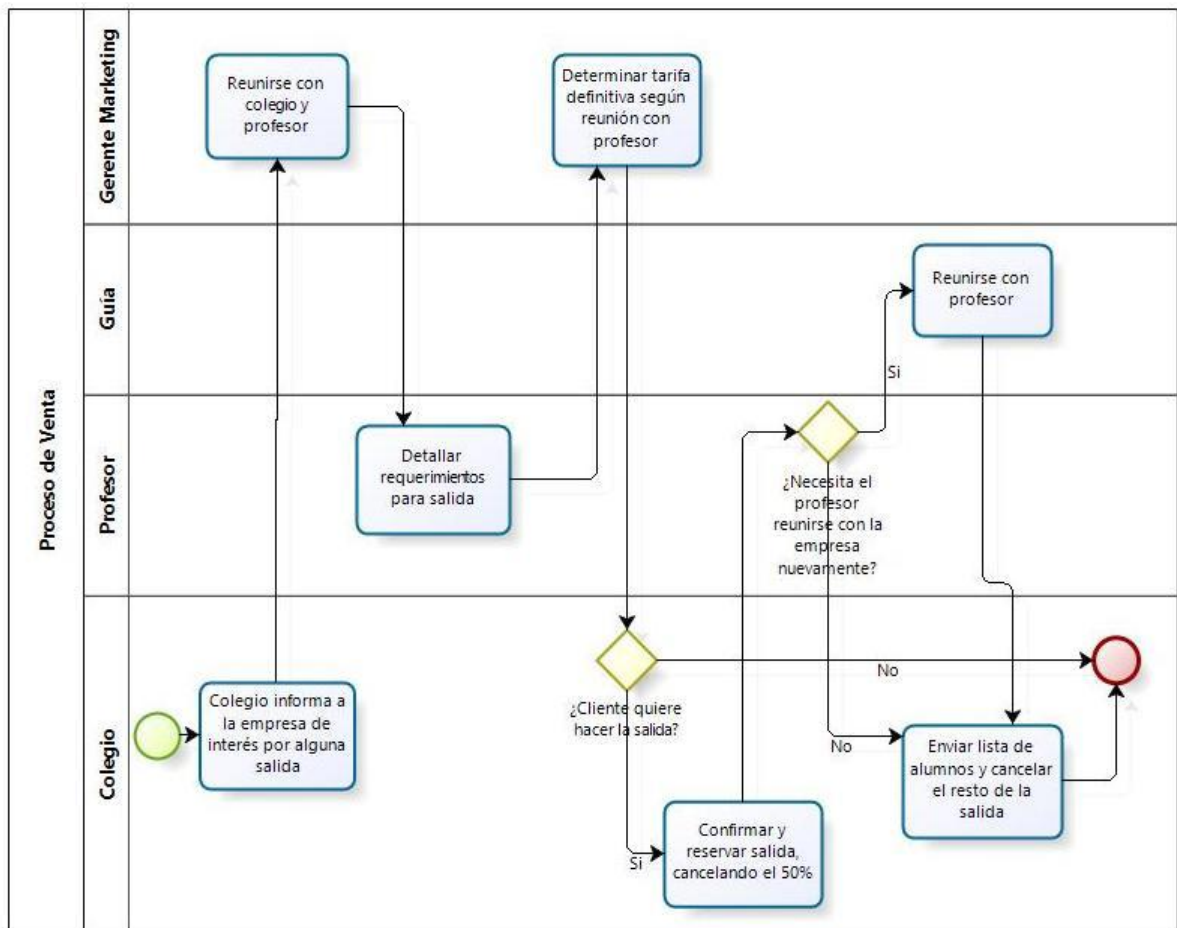 Proceso de Venta
Gerente Marketing
Reunirse con
colegio y
profesor
Determinar tarifa
definitiva según
reunión con
profesor
Guía
Reunirse con
profesor
Si
Profesor
Detallar
requerimientos
para salida
¿Necesita el
profesor
reunirse con la
empresa
nuevamente?
Colegio
Colegio informa a
la empresa de
interés por alguna
salida
¿Cliente quiere
hacer la salida?
No
Si
Confirmar y
reservar salida,
cancelando el 50%
No
Enviar lista de
alumnos y cancelar
el resto de la
salida